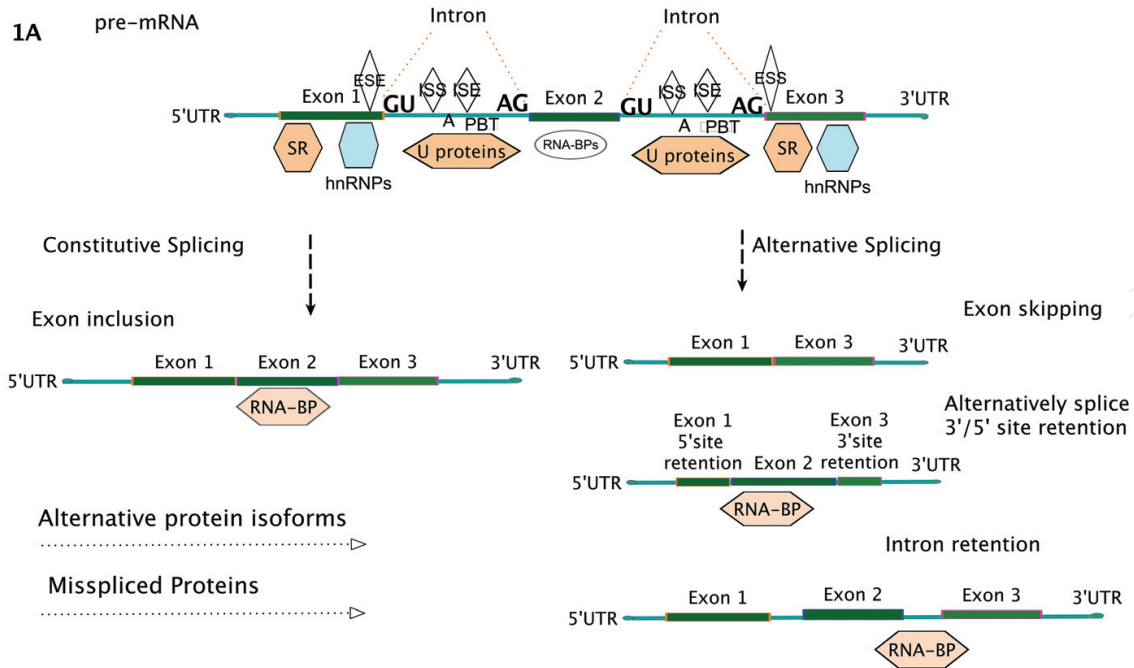 1A
pre-mRNA
Intron
Intron
ESE
ISS
ISE
ISS
ISE
ESS
5'UTR
Exon 1
GU
AG
Exon 2
GU
AG
Exon 3
3'UTR
A
PBT
A
PBT
SR
hnRNPs
U proteins
RNA-BPs
U proteins
SR
hnRNPs
Constitutive Splicing
Alternative Splicing
Exon inclusion
5'UTR
Exon 1
Exon 2
Exon 3
3'UTR
RNA-BP
Exon skipping
5'UTR
Exon 1
Exon 3
3'UTR
Alternatively splice
3'/5' site retention
Exon 1
5'site
retention
Exon 2
Exon 3
3'site
retention
5'UTR
3'UTR
RNA-BP
Alternative protein isoforms
Misspliced Proteins
Intron retention
5'UTR
Exon 1
Exon 2
Exon 3
3'UTR
RNA-BP